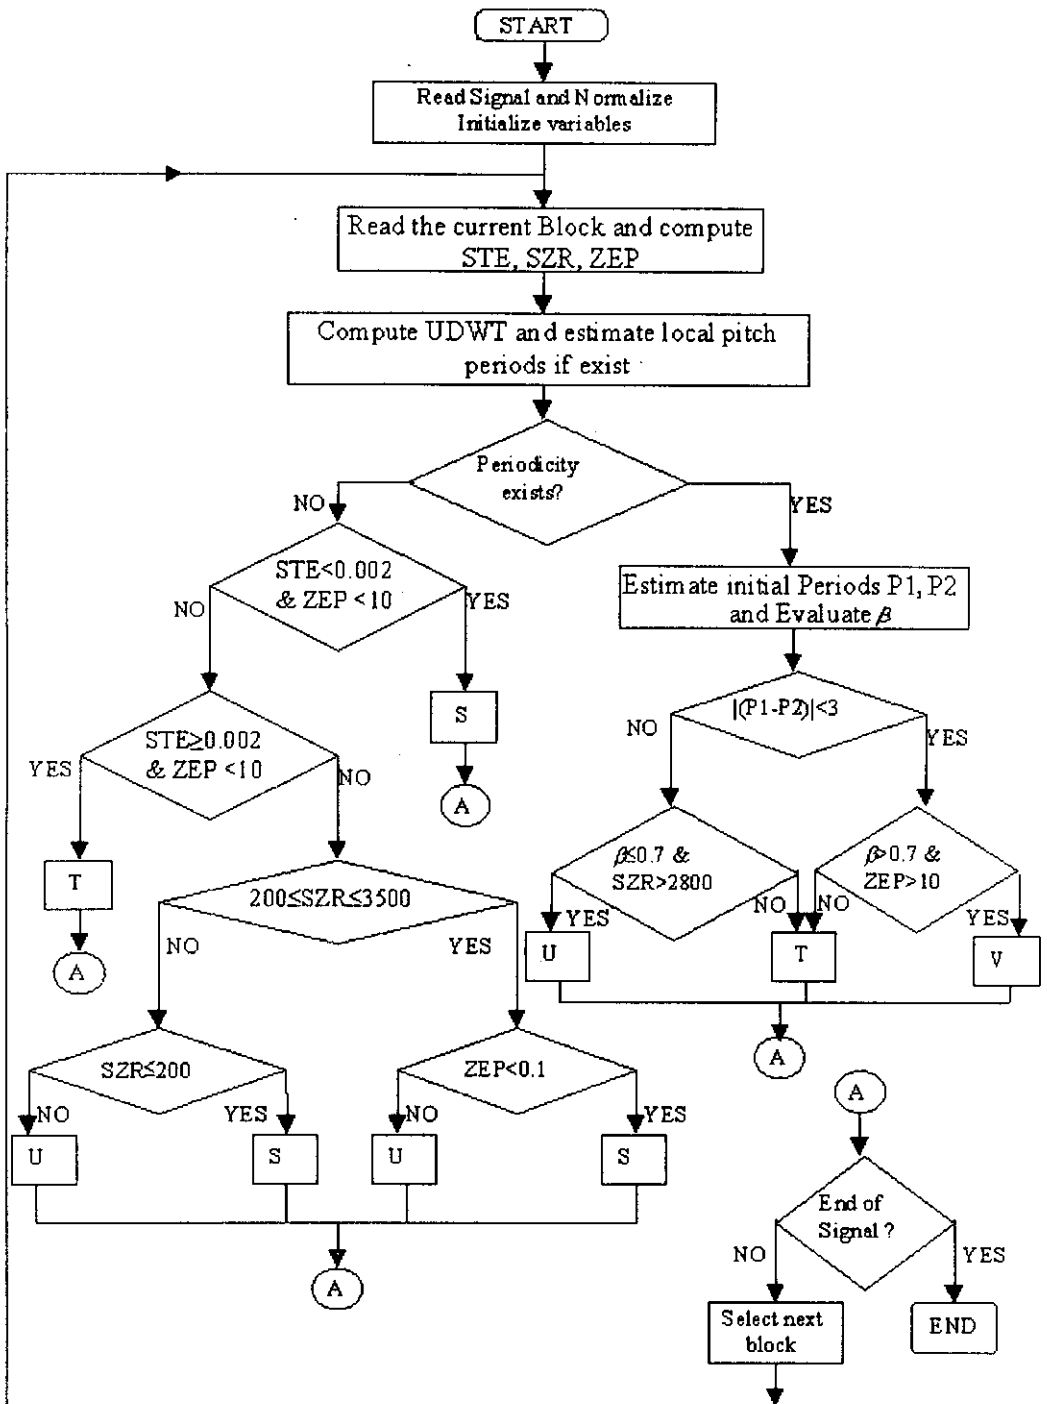 START
Read Signal and Normalize
Initialize variables
Read the current Block and compute
STE, SZR, ZEP
Compute UDWT and estimate local pitch
periods if exist
Periodicity
exists?
NO
YES
STE<0.002
& ZEP <10
NO
YES
Estimate initial Periods P1, P2
and Evaluate β
S
A
|(P1-P2)|<3
NO
YES
STE≥0.002
& ZEP <10
YES
NO
T
A
β≤0.7 &
SZR>2800
YES
NO
β>0.7 &
ZEP>10
NO
YES
U
T
V
A
200≤SZR≤3500
NO
YES
SZR≤200
NO
YES
ZEP<0.1
NO
YES
U
S
U
S
A
A
End of
Signal ?
NO
YES
Select next
block
END